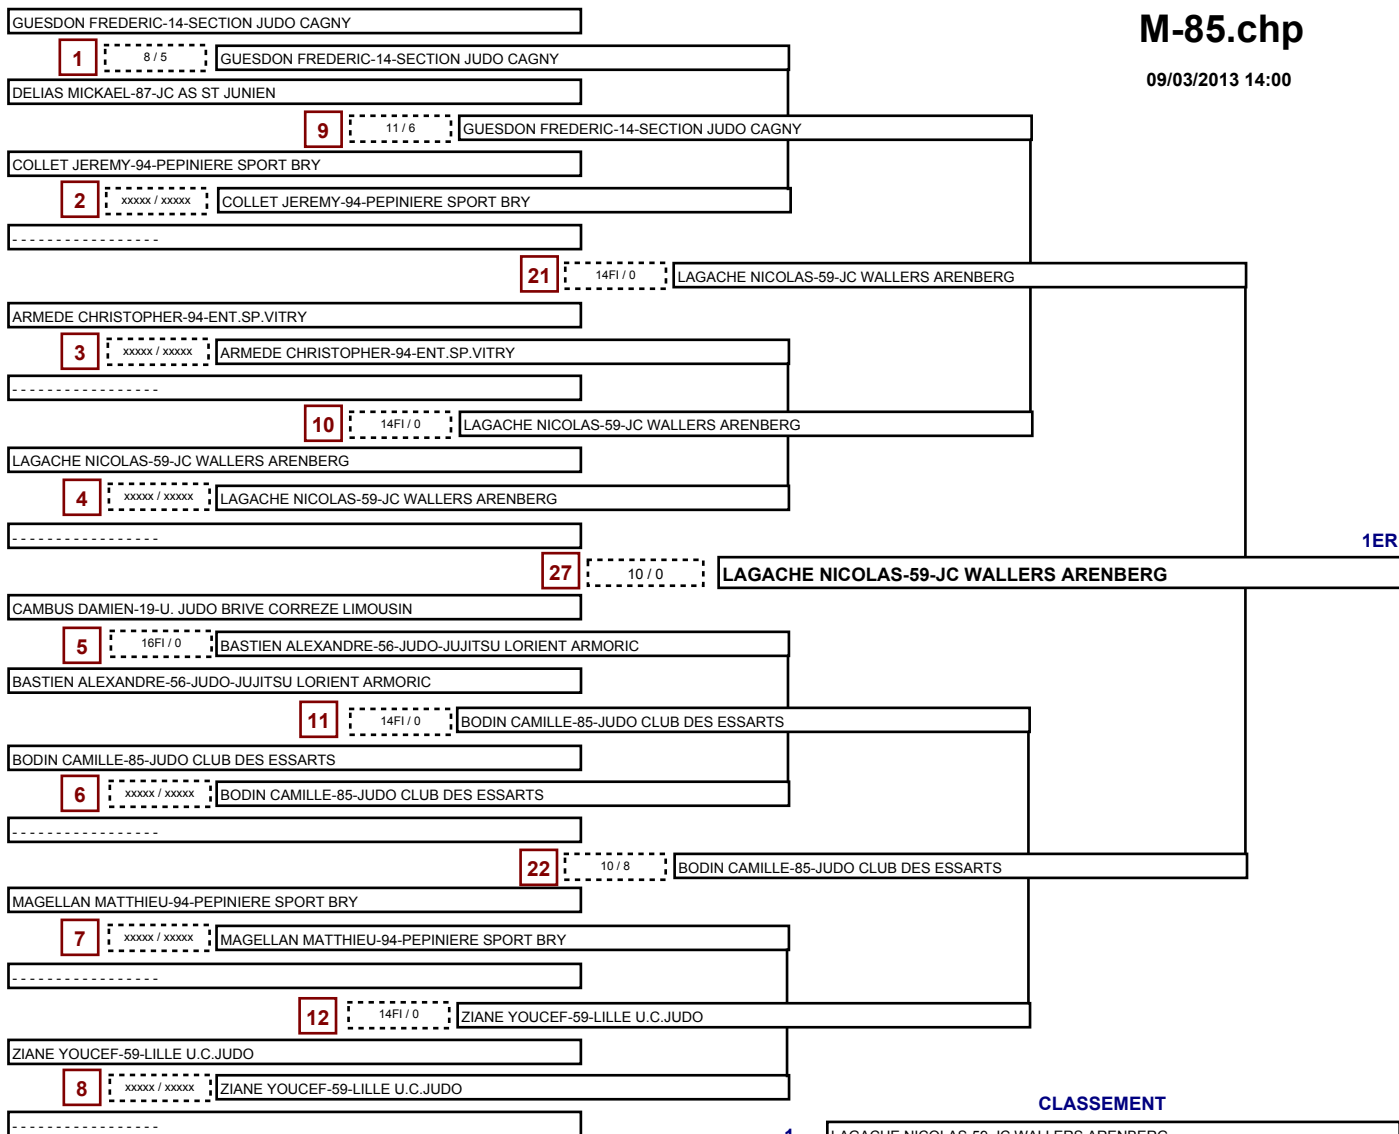 GUESDON FREDERIC-14-SECTION JUDO CAGNY
M-85.chp
1 8 / 5 GUESDON FREDERIC-14-SECTION JUDO CAGNY
09/03/2013 14:00
DELIAS MICKAEL-87-JC AS ST JUNIEN
9 11 / 6 GUESDON FREDERIC-14-SECTION JUDO CAGNY
COLLET JEREMY-94-PEPINIERE SPORT BRY
2 xxxxx / xxxxx COLLET JEREMY-94-PEPINIERE SPORT BRY
- - - - - - - - - - - - - - - - -
21 14FI / 0 LAGACHE NICOLAS-59-JC WALLERS ARENBERG
ARMEDE CHRISTOPHER-94-ENT.SP.VITRY
3 xxxxx / xxxxx ARMEDE CHRISTOPHER-94-ENT.SP.VITRY
- - - - - - - - - - - - - - - - -
10 14FI / 0 LAGACHE NICOLAS-59-JC WALLERS ARENBERG
LAGACHE NICOLAS-59-JC WALLERS ARENBERG
4 xxxxx / xxxxx LAGACHE NICOLAS-59-JC WALLERS ARENBERG
- - - - - - - - - - - - - - - - -
1ER
27 10 / 0 LAGACHE NICOLAS-59-JC WALLERS ARENBERG
CAMBUS DAMIEN-19-U. JUDO BRIVE CORREZE LIMOUSIN
5 16FI / 0 BASTIEN ALEXANDRE-56-JUDO-JUJITSU LORIENT ARMORIC
BASTIEN ALEXANDRE-56-JUDO-JUJITSU LORIENT ARMORIC
11 14FI / 0 BODIN CAMILLE-85-JUDO CLUB DES ESSARTS
BODIN CAMILLE-85-JUDO CLUB DES ESSARTS
6 xxxxx / xxxxx BODIN CAMILLE-85-JUDO CLUB DES ESSARTS
- - - - - - - - - - - - - - - - -
22 10 / 8 BODIN CAMILLE-85-JUDO CLUB DES ESSARTS
MAGELLAN MATTHIEU-94-PEPINIERE SPORT BRY
7 xxxxx / xxxxx MAGELLAN MATTHIEU-94-PEPINIERE SPORT BRY
- - - - - - - - - - - - - - - - -
12 14FI / 0 ZIANE YOUCEF-59-LILLE U.C.JUDO
ZIANE YOUCEF-59-LILLE U.C.JUDO
8 xxxxx / xxxxx ZIANE YOUCEF-59-LILLE U.C.JUDO
CLASSEMENT
- - - - - - - - - - - - - - - - -
1 LAGACHE NICOLAS-59-JC WALLERS ARENBERG